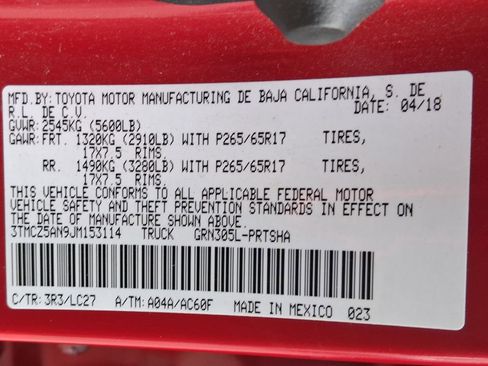 MFD.BY:TOYOTA MOTOR MANUFACTURING DE BAJA CALIFORNIA, S. DE
R.L. DE C.V. DATE: 04/18
GVWR:2545KG (5600LB)
GAWR:FRT. 1320KG (2910LB) WITH P265/65R17 TIRES,
17X7.5 RIMS,
RR. 1490KG (3280LB) WITH P265/65R17 TIRES,
17X7.5 RIMS,
THIS VEHICLE CONFORMS TO ALL APPLICABLE FEDERAL MOTOR
VEHICLE SAFETY AND THEFT PREVENTION STANDARDS IN EFFECT ON
THE DATE OF MANUFACTURE SHOWN ABOVE.
3TMCZ5AN9JM153114 TRUCK GRN305L-PRTSHA
C/TR: 3R3/LC27 A/TM: A04A/AC60F MADE IN MEXICO 023